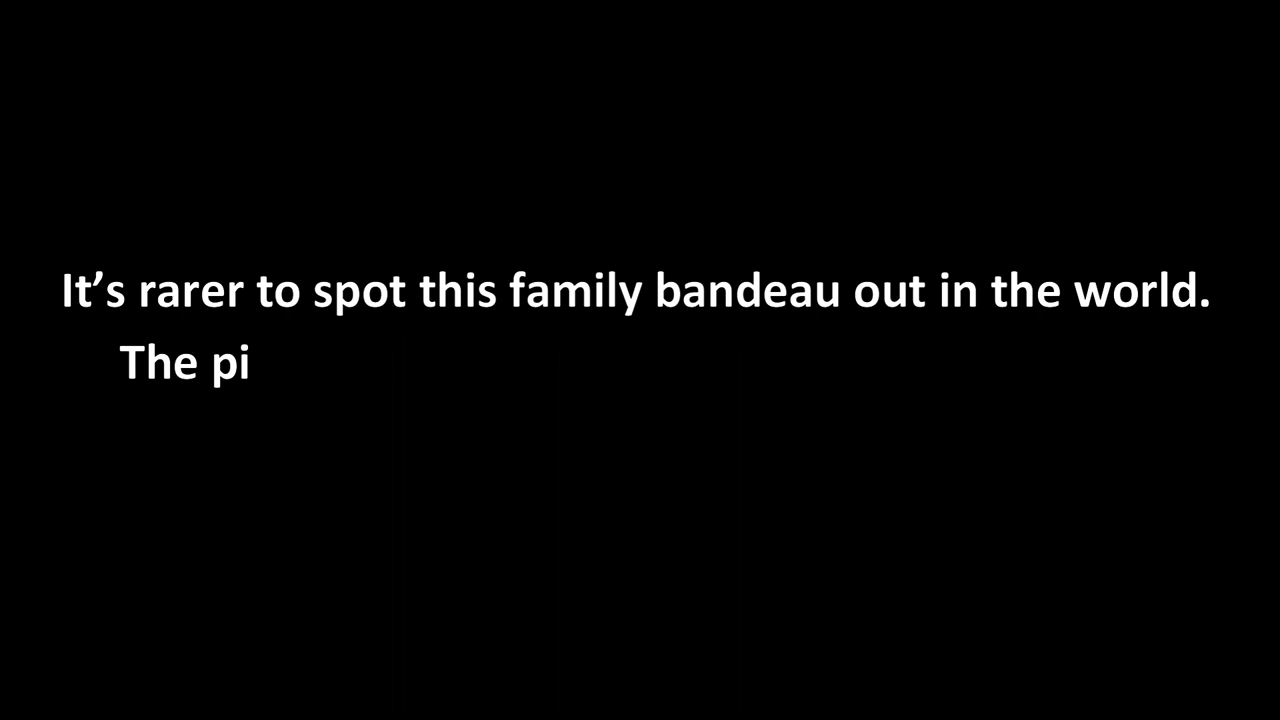 It’s rarer to spot this family bandeau out in the world.
The pi